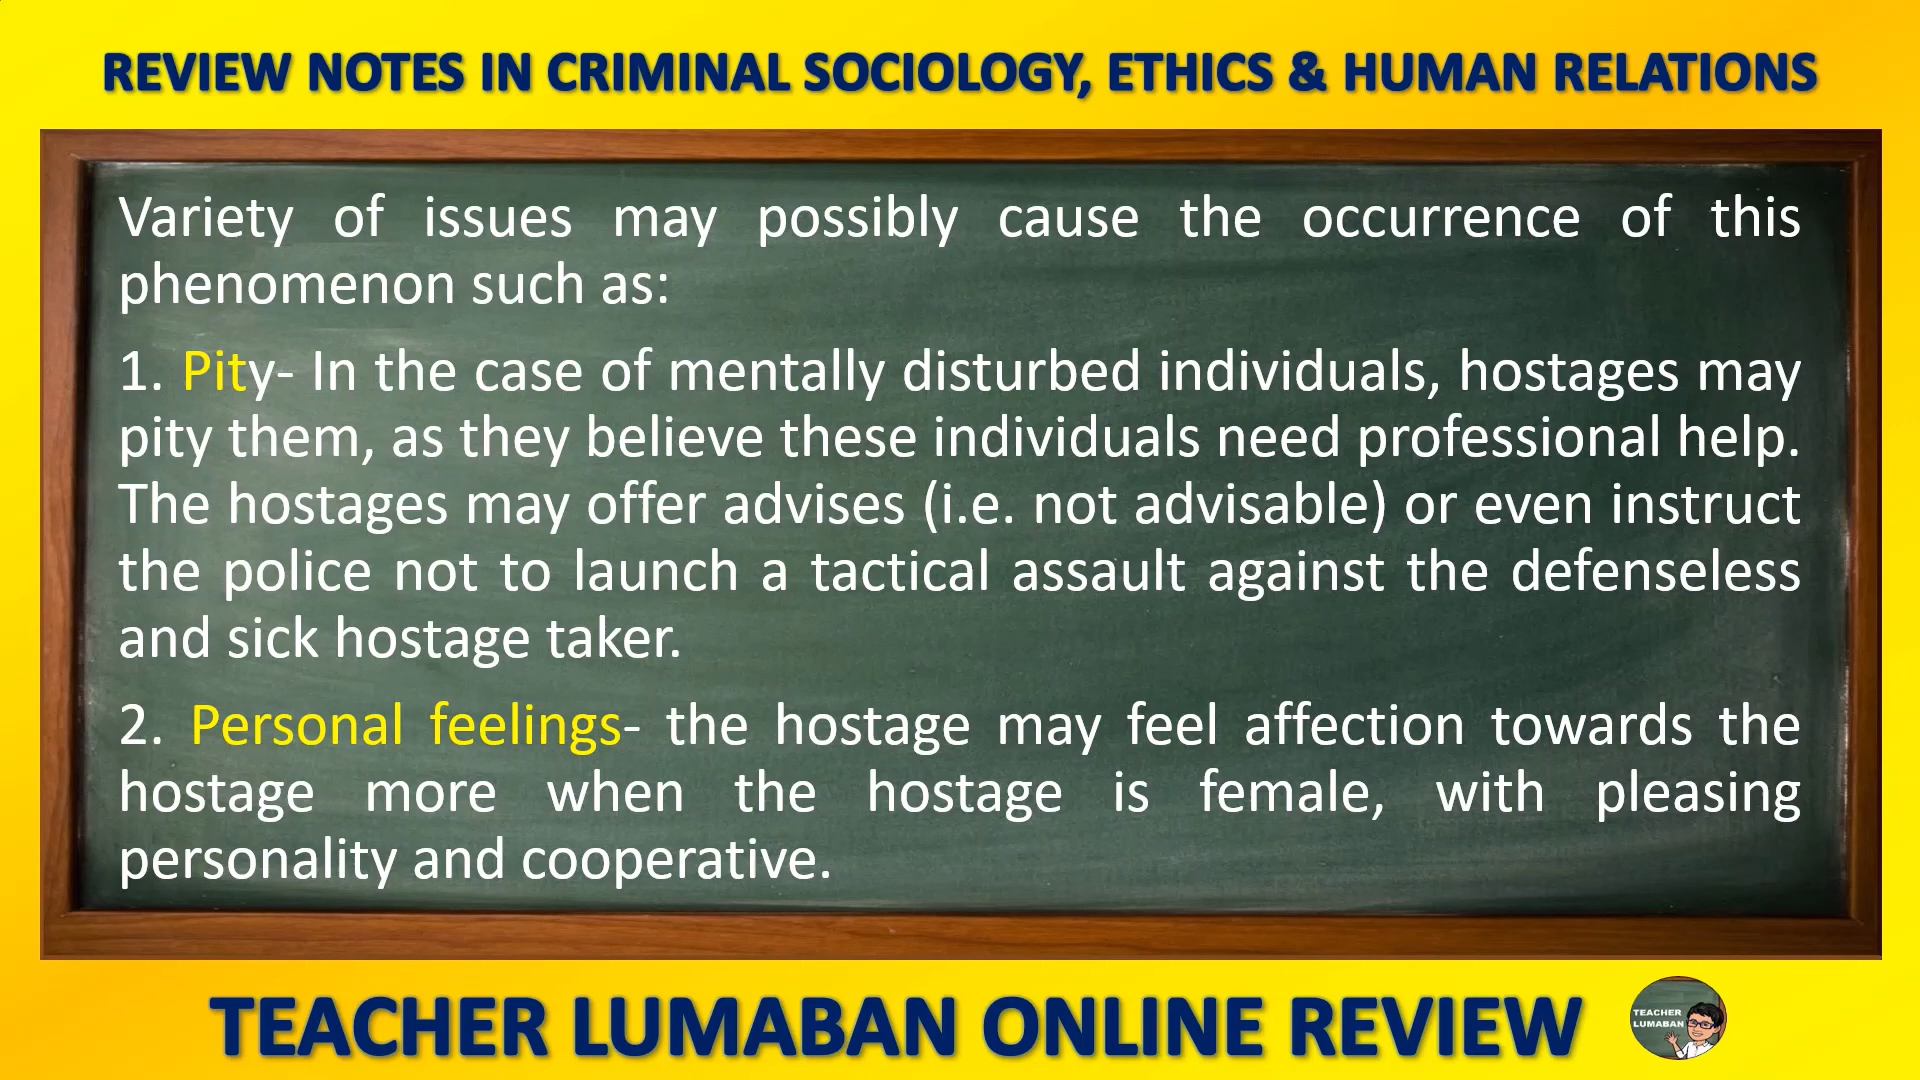 REVIEW NOTES IN CRIMINAL SOCIOLOGY, ETHICS & HUMAN RELATIONS
Variety of issues may possibly cause the occurrence of this
phenomenon such as:
1. Pity- In the case of mentally disturbed individuals, hostages may
pity them, as they believe these individuals need professional help.
The hostages may offer advises (i.e. not advisable) or even instruct
the police not to launch a tactical assault against the defenseless
and sick hostage taker.
2. Personal feelings- the hostage may feel affection towards the
hostage more when the hostage is female, with pleasing
personality and cooperative.
TEACHER LUMABAN ONLINE REVIEW
TEACHER
LUMABAN